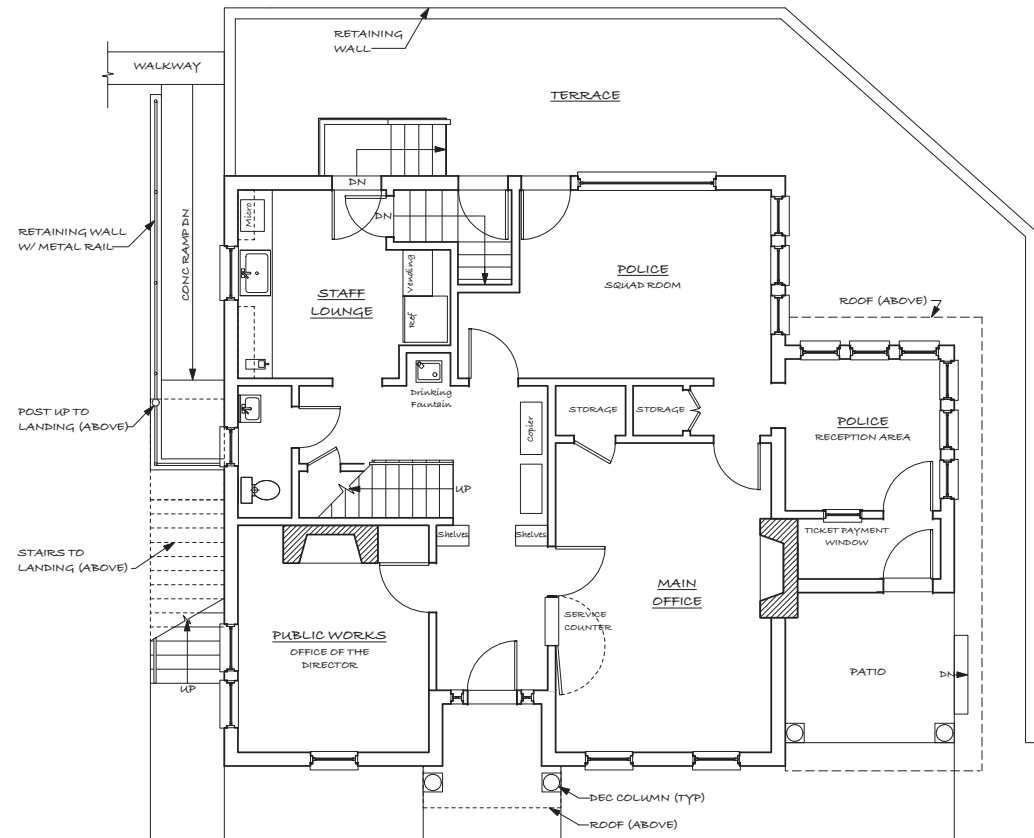 RETAINING
WALL
WALKWAY
TERRACE
DN
RETAINING WALL
W/ METAL RAIL
CONC RAMP DN
Micro
DN
Vending
STAFF
LOUNGE
Ref
POLICE
SQUAD ROOM
ROOF (ABOVE)
Drinking
Fountain
POST UP TO
LANDING (ABOVE)
STORAGE
STORAGE
Copier
POLICE
RECEPTION AREA
UP
STAIRS TO
LANDING (ABOVE)
Shelves
Shelves
TICKET PAYMENT
WINDOW
MAIN
OFFICE
SERVICE
COUNTER
PUBLIC WORKS
OFFICE OF THE
DIRECTOR
PATIO
DN
UP
DEC COLUMN (TYP)
ROOF (ABOVE)